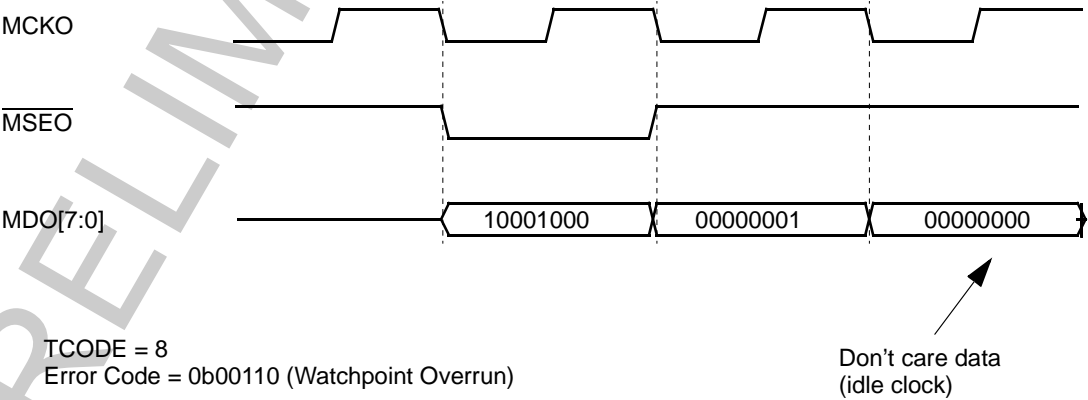 MCKO
MSEO
MDO[7:0] 10001000 00000001 00000000
TCODE = 8
Error Code = 0b00110 (Watchpoint Overrun)
Don't care data
(idle clock)
RELIM